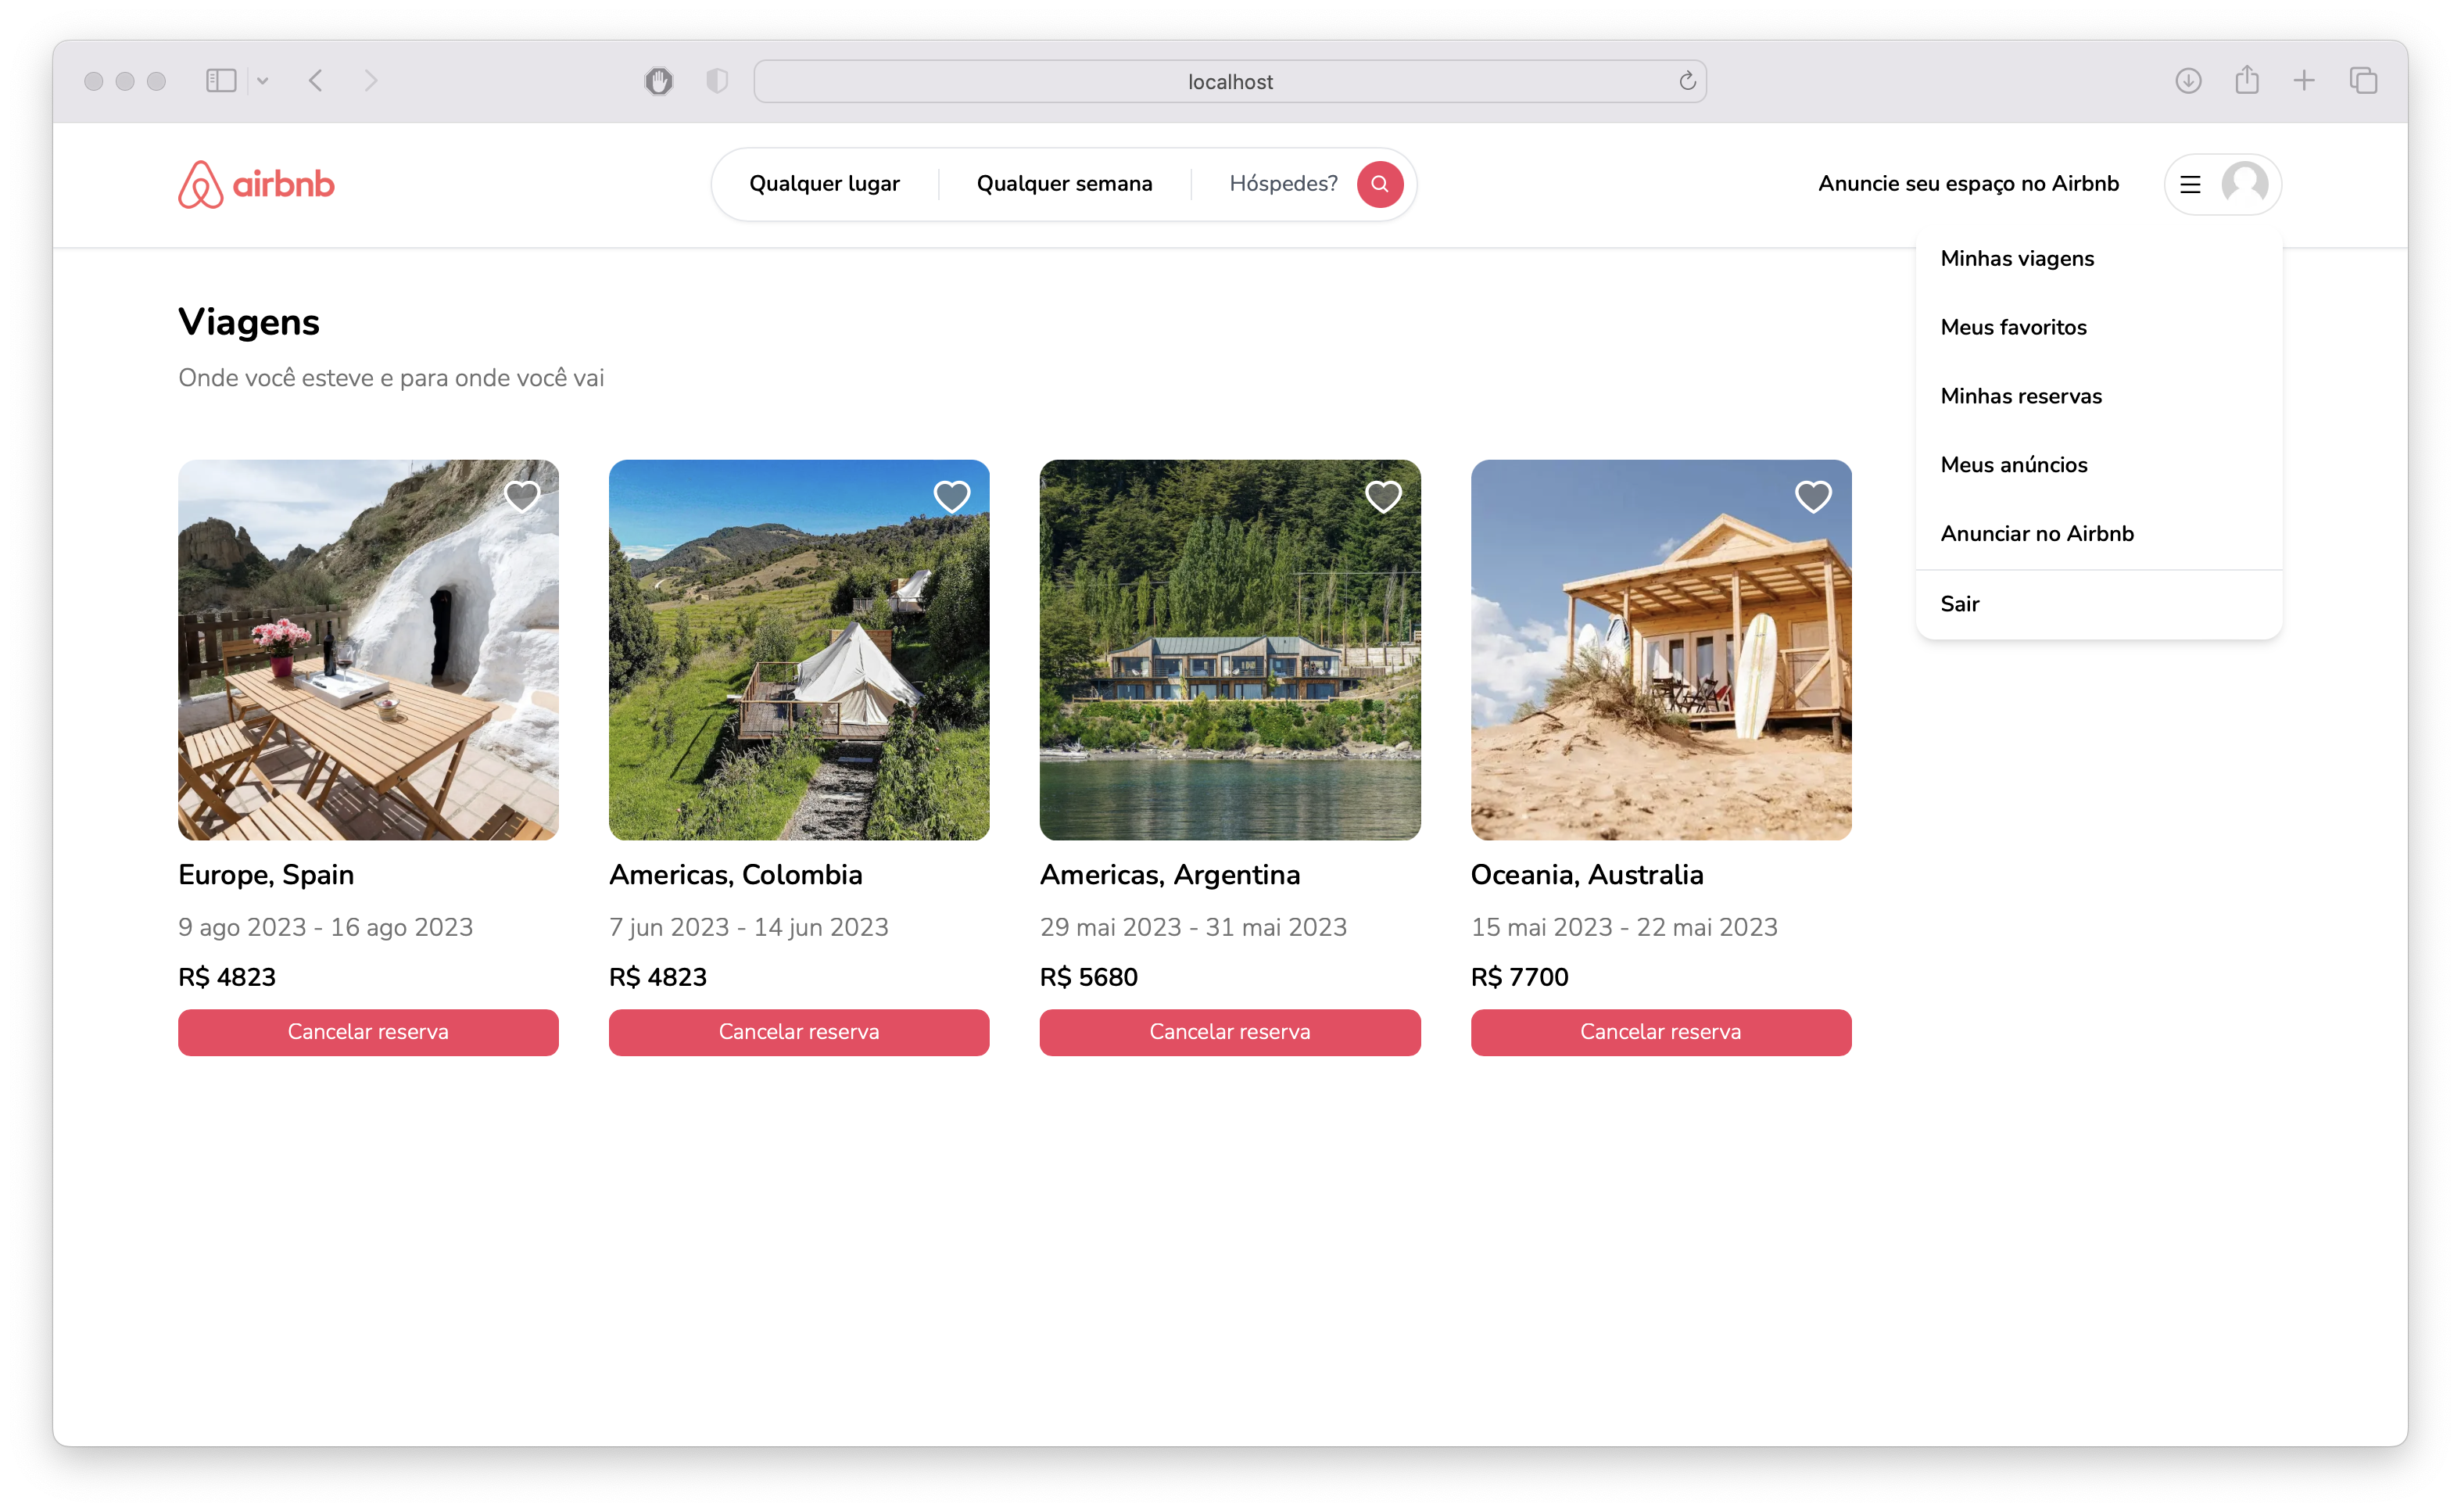 localhost
airbnb
Qualquer lugar
Qualquer semana
Hóspedes?
Anuncie seu espaço no Airbnb
Minhas viagens
Meus favoritos
Minhas reservas
Meus anúncios
Anunciar no Airbnb
Sair
Viagens
Onde você esteve e para onde você vai
Europe, Spain
9 ago 2023 - 16 ago 2023
R$ 4823
Cancelar reserva
Americas, Colombia
7 jun 2023 - 14 jun 2023
R$ 4823
Cancelar reserva
Americas, Argentina
29 mai 2023 - 31 mai 2023
R$ 5680
Cancelar reserva
Oceania, Australia
15 mai 2023 - 22 mai 2023
R$ 7700
Cancelar reserva